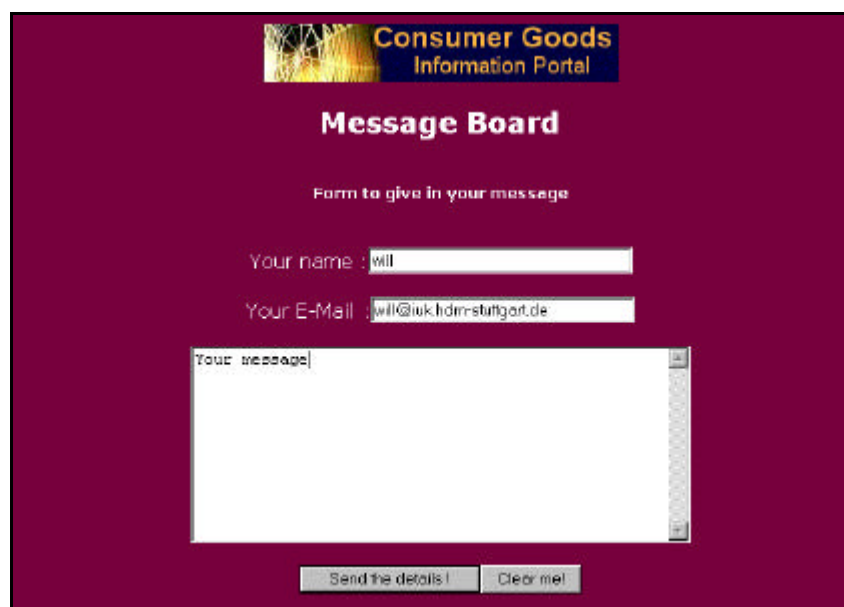 Consumer Goods
Information Portal
Message Board
Form to give in your message
Your name : will
Your E-Mail : will@iuk.hdm-stuttgart.de
Your message
Send the details! Clear me!